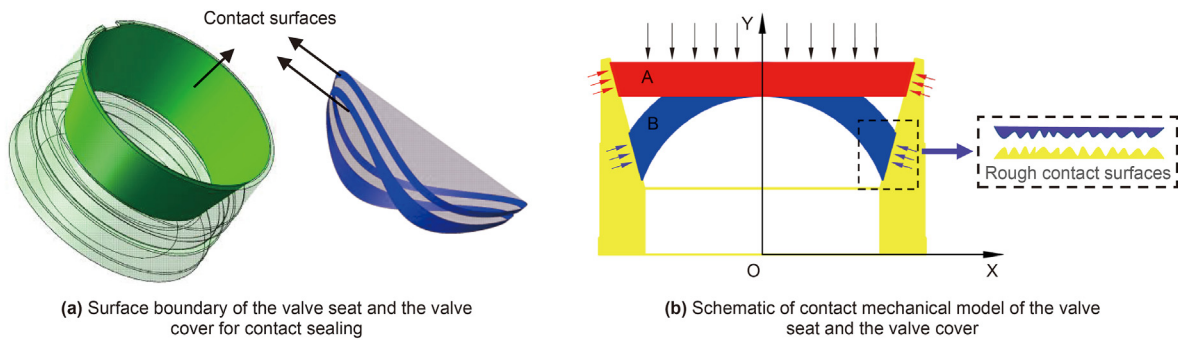 Contact surfaces
(a) Surface boundary of the valve seat and the valve
cover for contact sealing
Y
A
B
O
X
Rough contact surfaces
(b) Schematic of contact mechanical model of the valve
seat and the valve cover